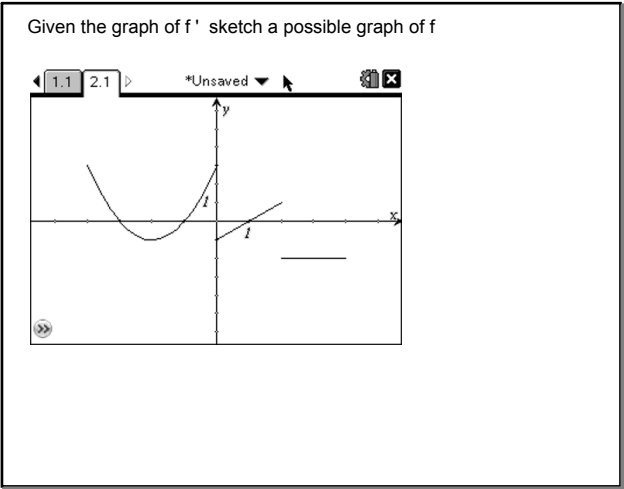 Given the graph of f ' sketch a possible graph of f
1.1 2.1 *Unsaved
y
1
x
1